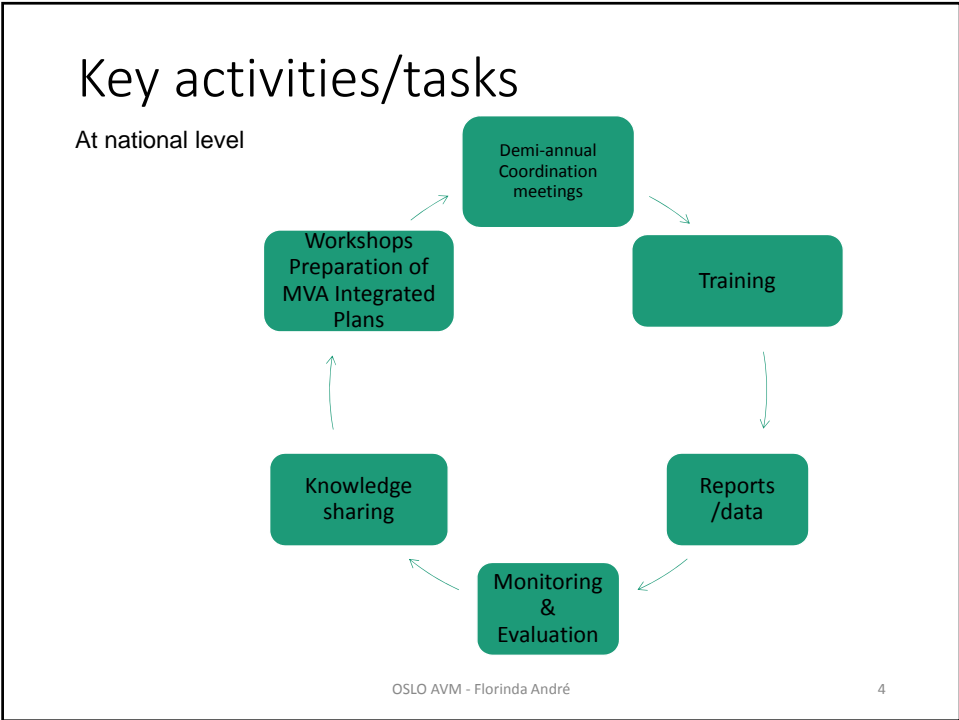 Key activities/tasks
At national level
Demi-annual
Coordination
meetings
Training
Reports
/data
Monitoring
&
Evaluation
Knowledge
sharing
Workshops
Preparation of
MVA Integrated
Plans
OSLO AVM - Florinda André
4